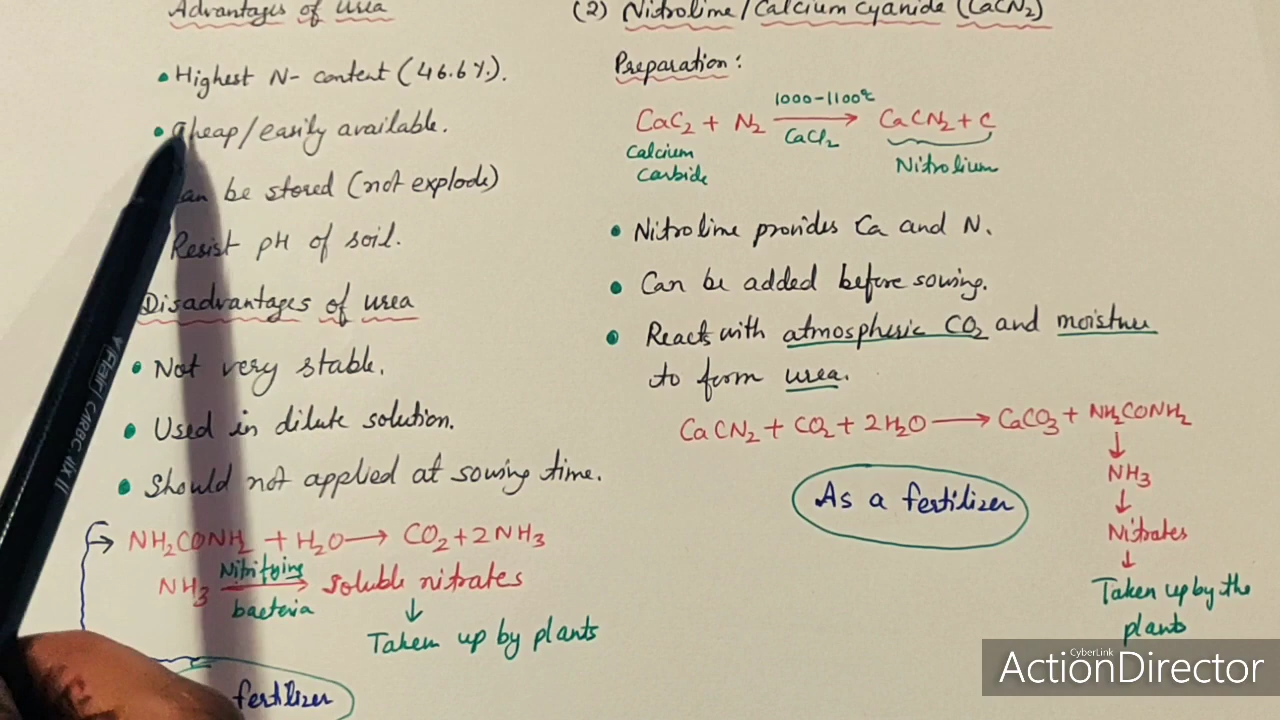 Advantages of Urea
• Highest N- content (46.6%).
• Cheap/easily available.
Can be stored (not explode)
Resist pH of soil.
Disadvantages of urea
• Not very stable.
• Used in dilute solution.
• Should not applied at sowing time.
NH2CONH2 + H2O → CO2 + 2NH3
NH3 Nitrifying bacteria → Soluble nitrates
↓
Taken up by plants
fertilizer
(2) Nitrolime/Calcium cyanide (CaCN2)
Preparation:
CaC2 + N2 1000-1100°C → CaCN2 + C
CaCl2
Calcium
Carbide
Nitrolium
• Nitrolime provides Ca and N.
• Can be added before sowing.
• Reacts with atmospheric CO2 and moisture
to form urea.
CaCN2 + CO2 + 2H2O → CaCO3 + NH2CONH2
↓
NH3
↓
Nitrates
↓
Taken up by the
plants
As a fertilizer
Flair CARBONIX II
CyberLink
ActionDirector